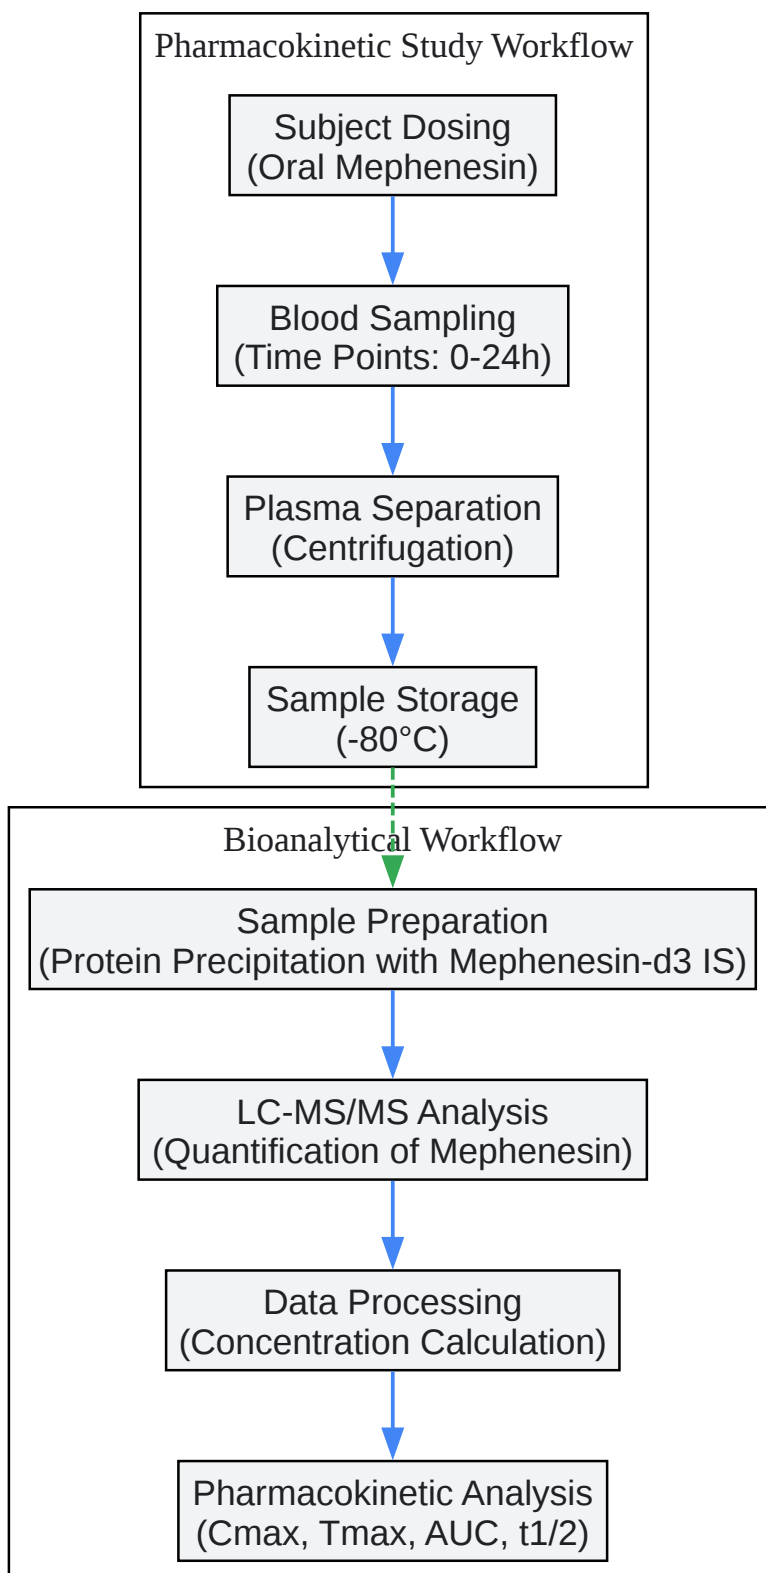 Pharmacokinetic Study Workflow
Subject Dosing
(Oral Mephenesin)
Blood Sampling
(Time Points: 0-24h)
Plasma Separation
(Centrifugation)
Sample Storage
(-80°C)
Bioanalytical Workflow
Sample Preparation
(Protein Precipitation with Mephenesin-d3 IS)
LC-MS/MS Analysis
(Quantification of Mephenesin)
Data Processing
(Concentration Calculation)
Pharmacokinetic Analysis
(Cmax, Tmax, AUC, t1/2)